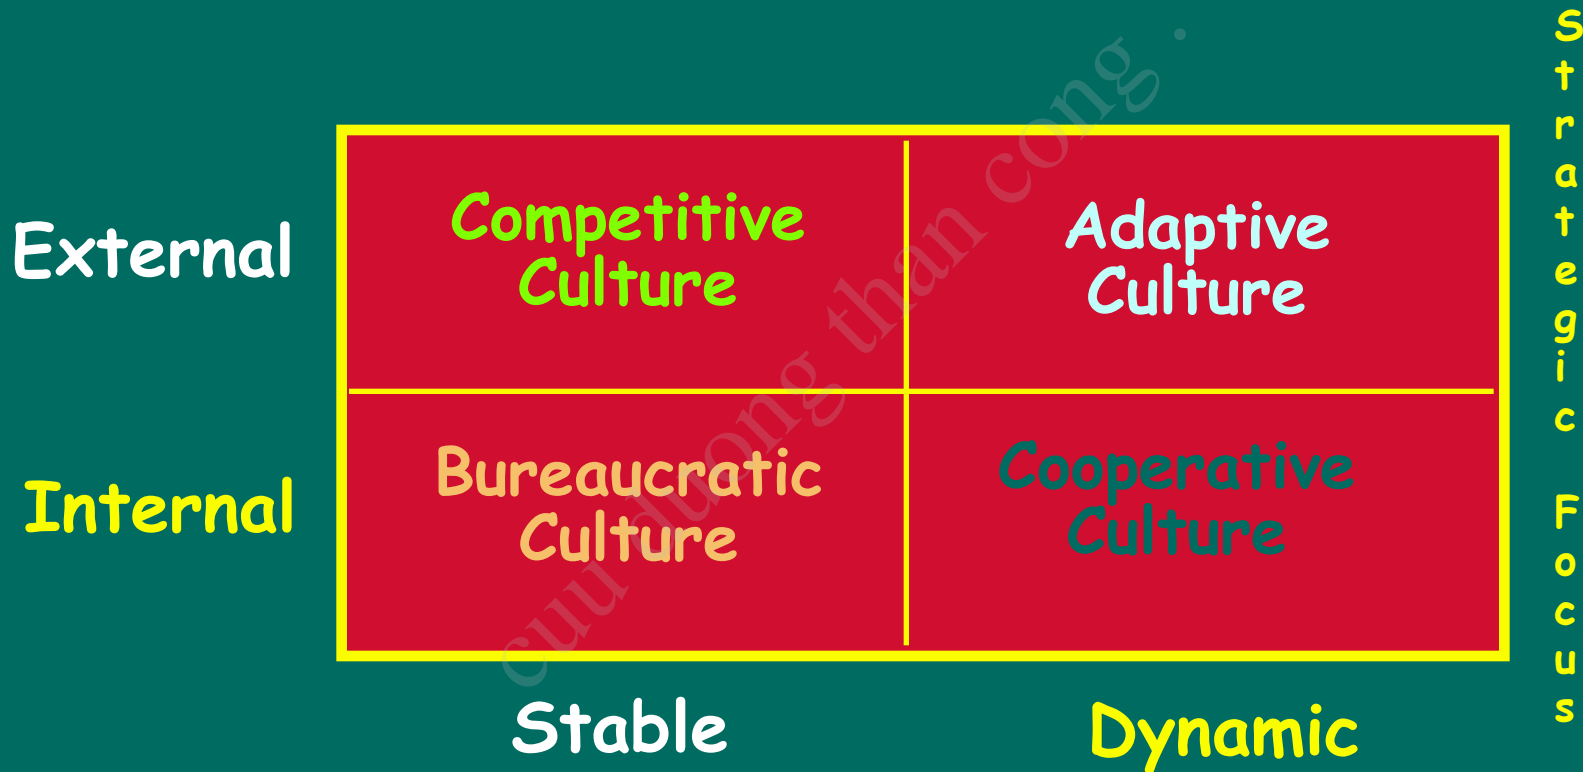 External
Competitive
Culture
Adaptive
Culture
Internal
Bureaucratic
Culture
Cooperative
Culture
Stable
Dynamic
Strategic Focus
cuu duong than cong .